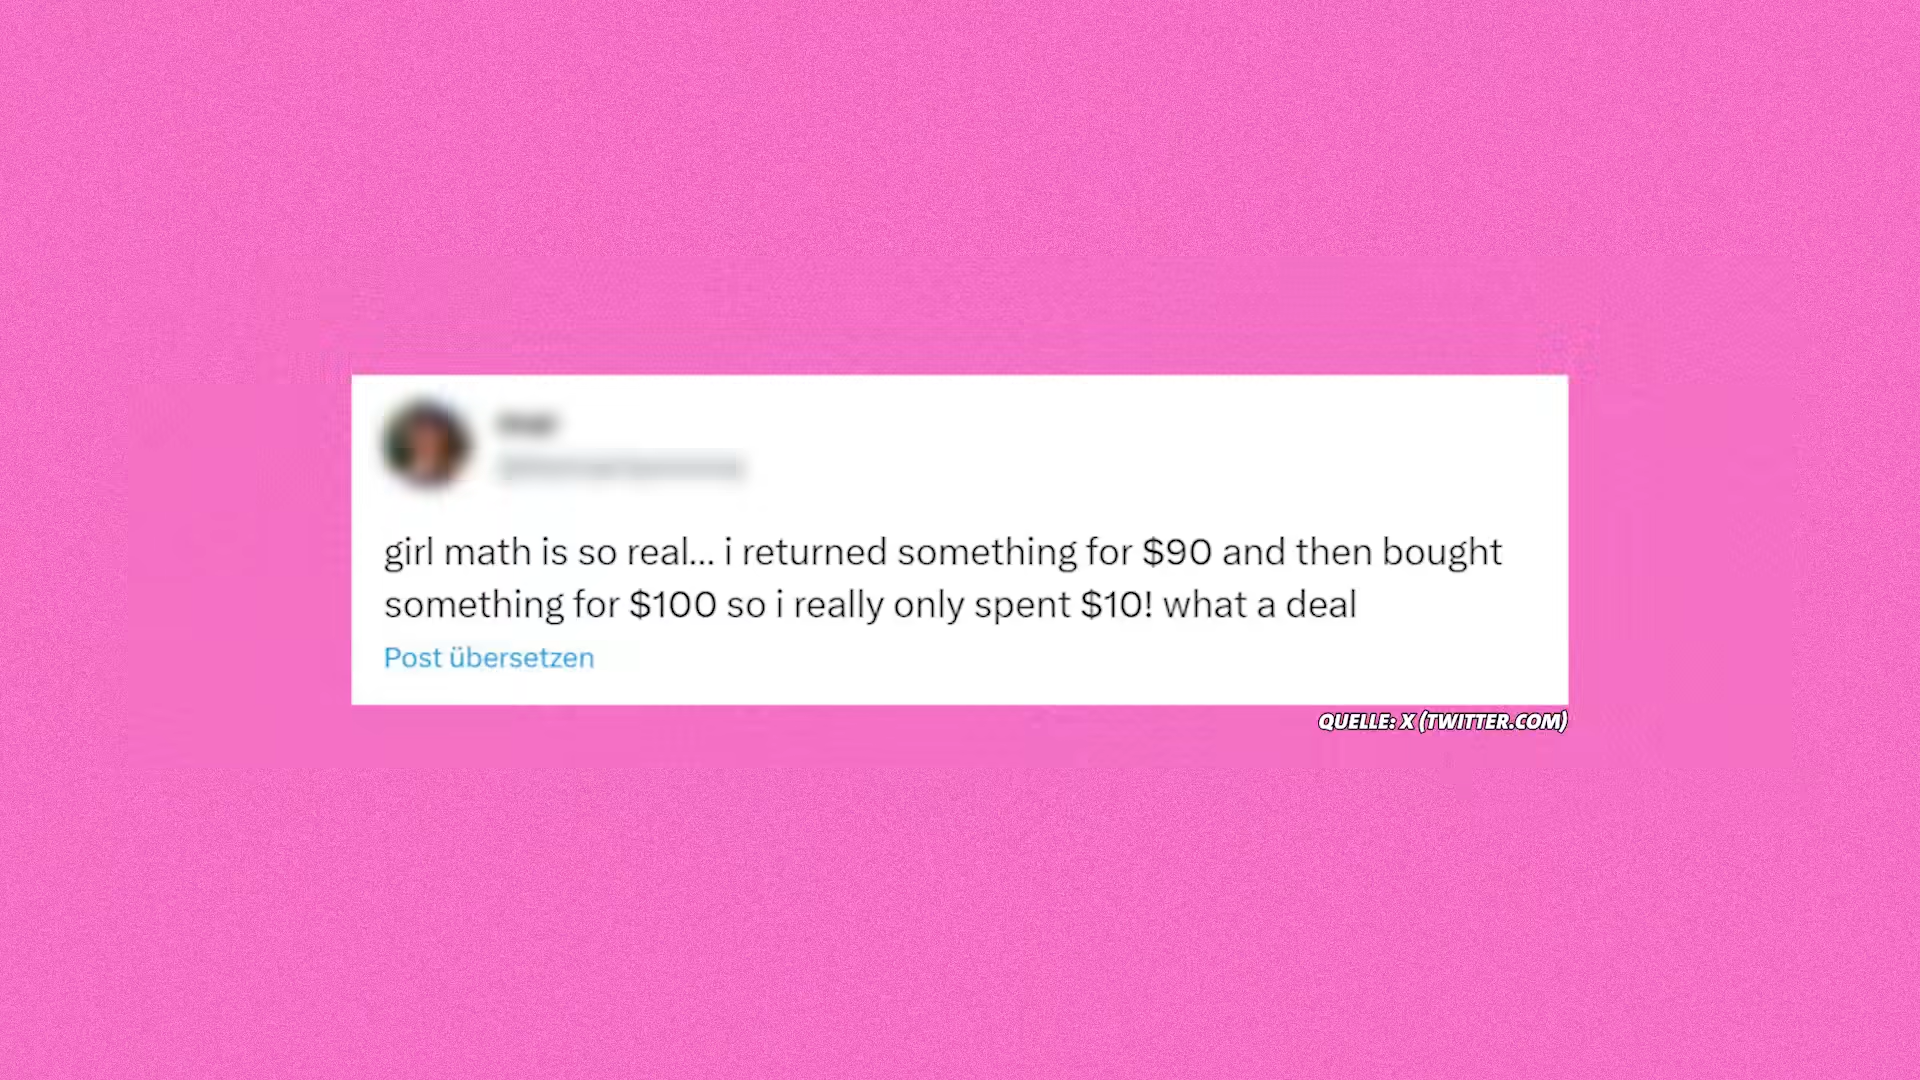 girl math is so real... i returned something for $90 and then bought
something for $100 so i really only spent $10! what a deal
Post übersetzen
QUELLE: X (TWITTER.COM)